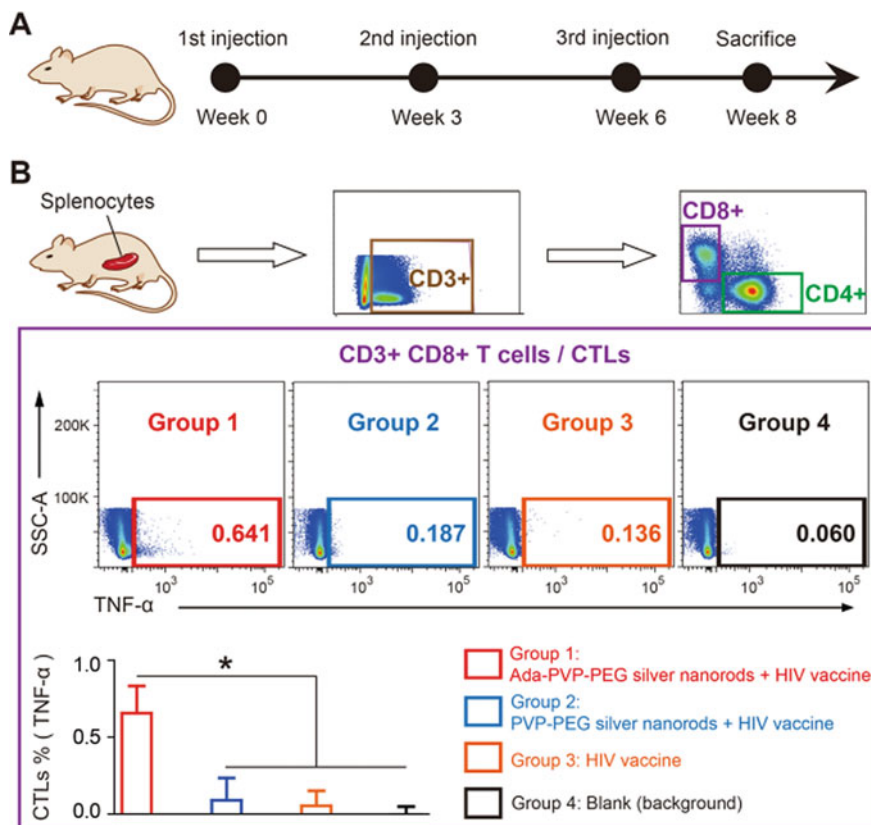 A
1st injection 2nd injection 3rd injection Sacrifice
Week 0 Week 3 Week 6 Week 8
B
Splenocytes
CD3+
CD8+
CD4+
CD3+ CD8+ T cells / CTLs
SSC-A
200K
100K
0
Group 1 Group 2 Group 3 Group 4
0.641 0.187 0.136 0.060
10³ 10⁵ 10³ 10⁵ 10³ 10⁵ 10³ 10⁵
TNF-α
CTLs % ( TNF-α )
1.0
0.5
0.0
*
Group 1:
Ada-PVP-PEG silver nanorods + HIV vaccine
Group 2:
PVP-PEG silver nanorods + HIV vaccine
Group 3: HIV vaccine
Group 4: Blank (background)